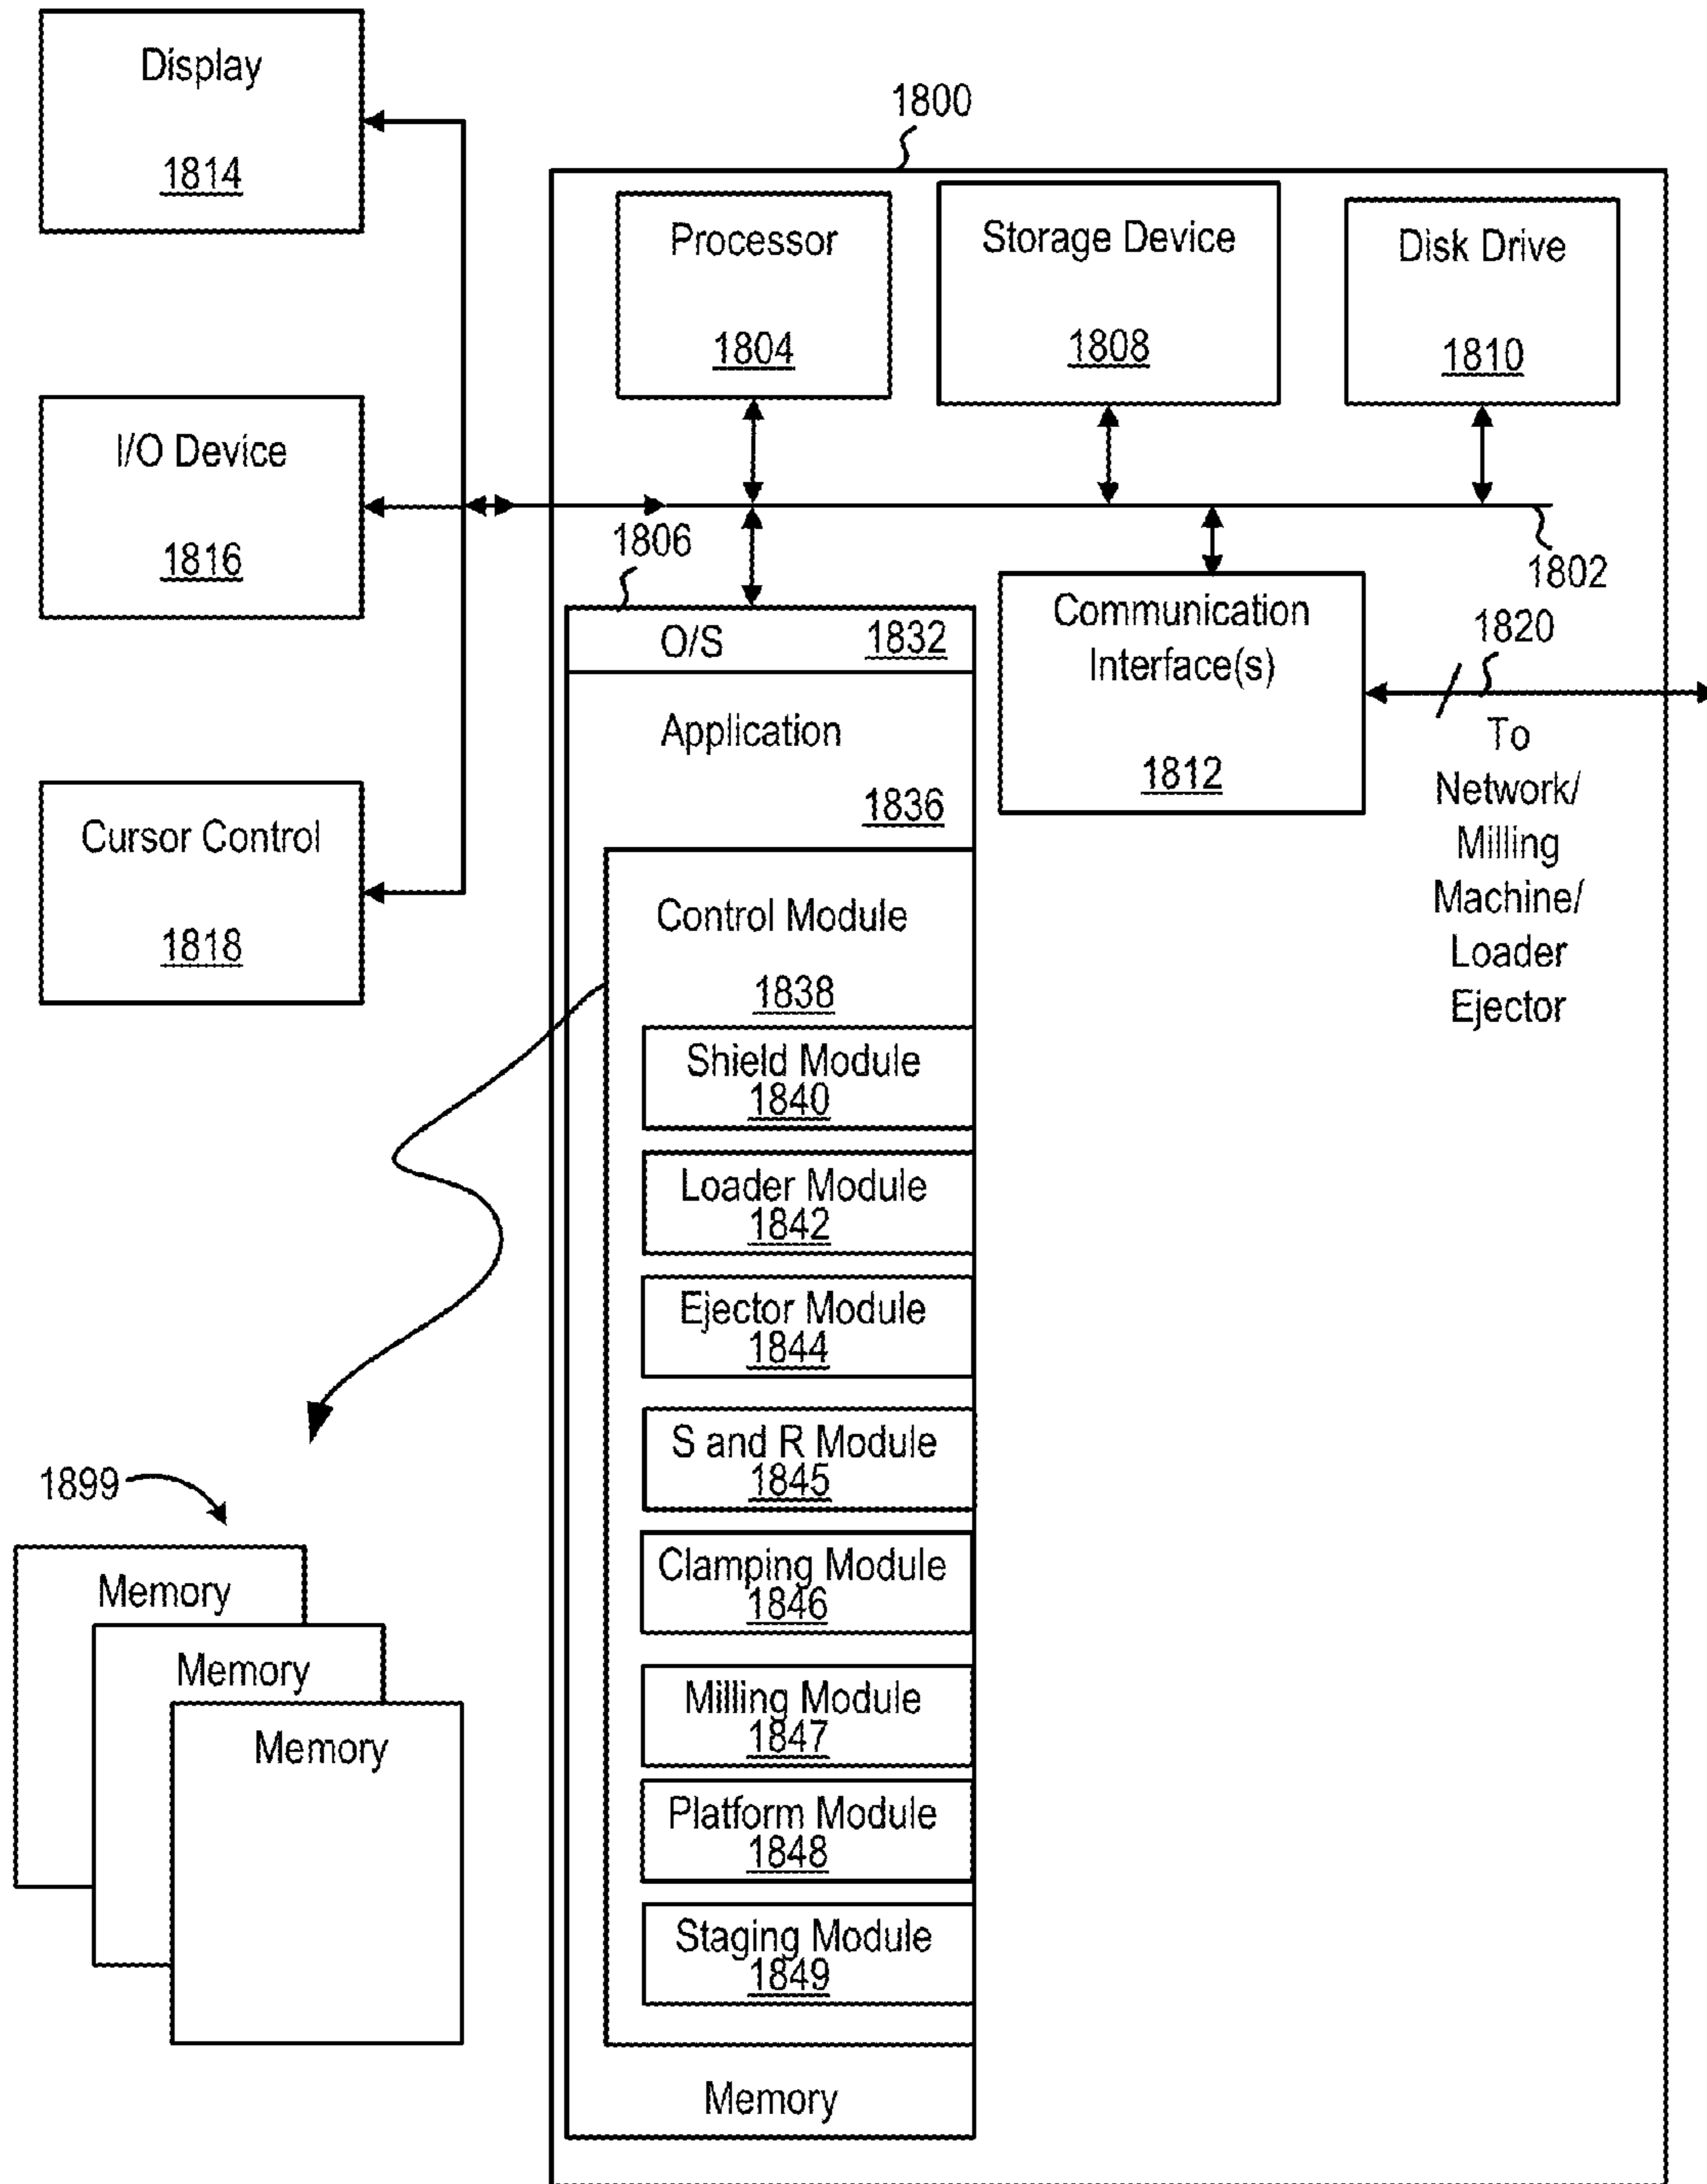 Display
1814
1800
Processor
1804
Storage Device
1808
Disk Drive
1810
I/O Device
1816
1806
1802
O/S 1832
Communication
Interface(s)
1812
1820
To
Network/
Milling
Machine/
Loader
Ejector
Application
1836
Cursor Control
1818
Control Module
1838
Shield Module
1840
Loader Module
1842
Ejector Module
1844
S and R Module
1845
Clamping Module
1846
Milling Module
1847
Platform Module
1848
Staging Module
1849
Memory
1899
Memory
Memory
Memory